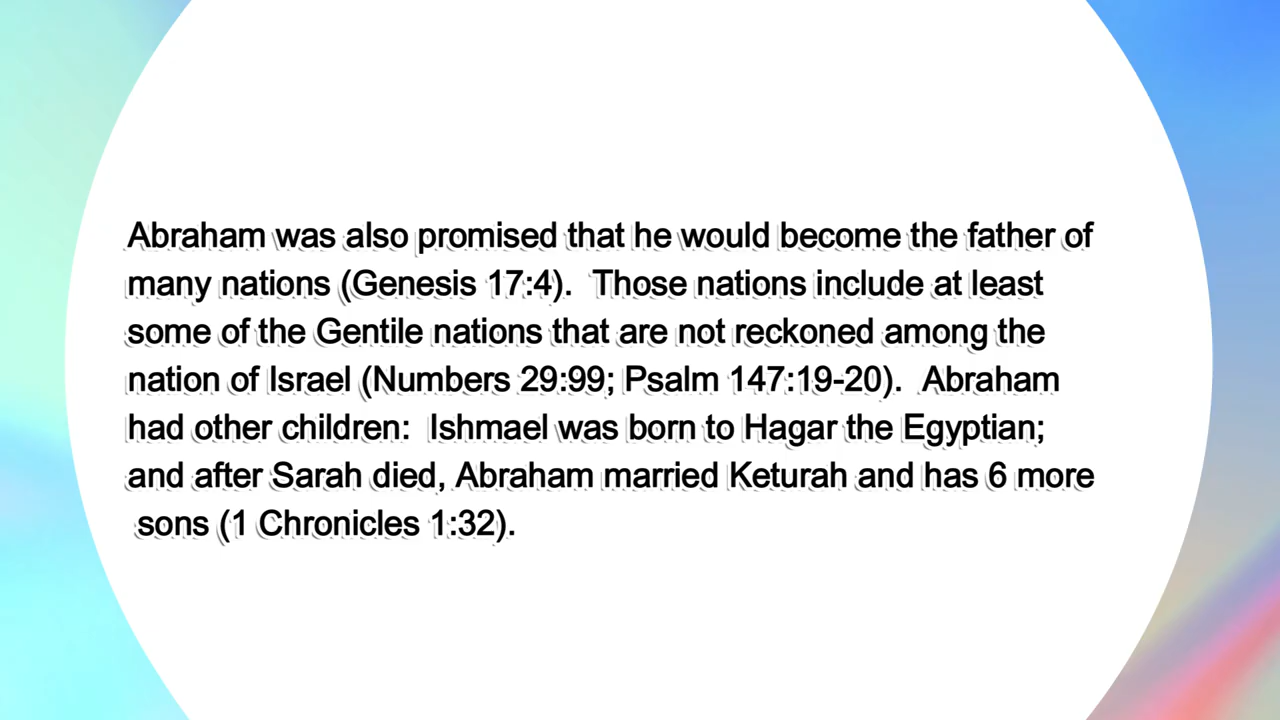 Abraham was also promised that he would become the father of
many nations (Genesis 17:4).  Those nations include at least
some of the Gentile nations that are not reckoned among the
nation of Israel (Numbers 29:99; Psalm 147:19-20).  Abraham
had other children:  Ishmael was born to Hagar the Egyptian;
and after Sarah died, Abraham married Keturah and has 6 more
sons (1 Chronicles 1:32).